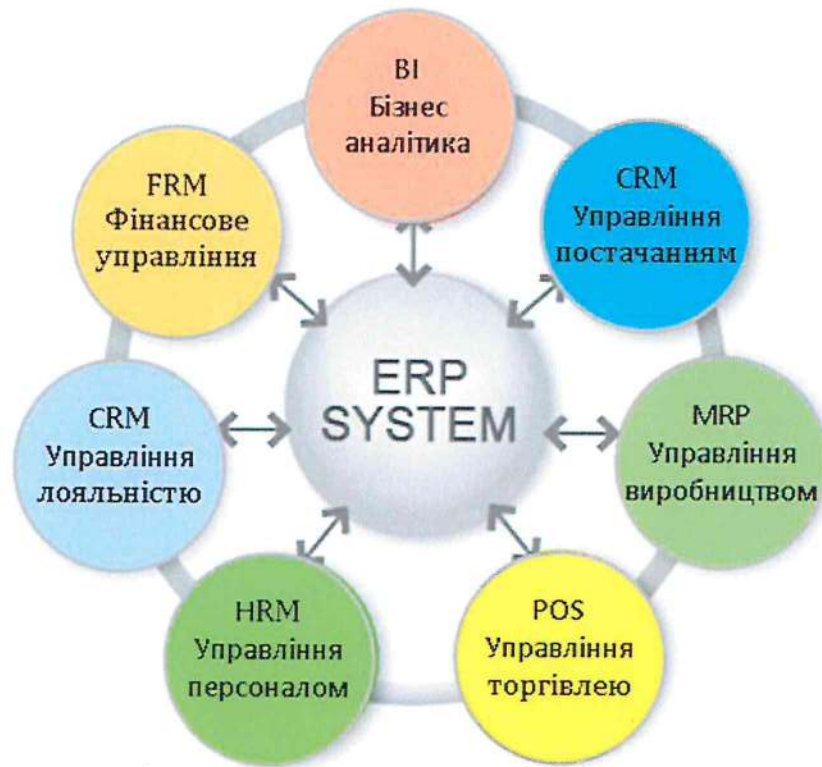 BI
Бізнес
аналітика
CRM
Управління
постачанням
MRP
Управління
виробництвом
POS
Управління
торгівлею
HRM
Управління
персоналом
CRM
Управління
лояльністю
FRM
Фінансове
управління
ERP
SYSTEM